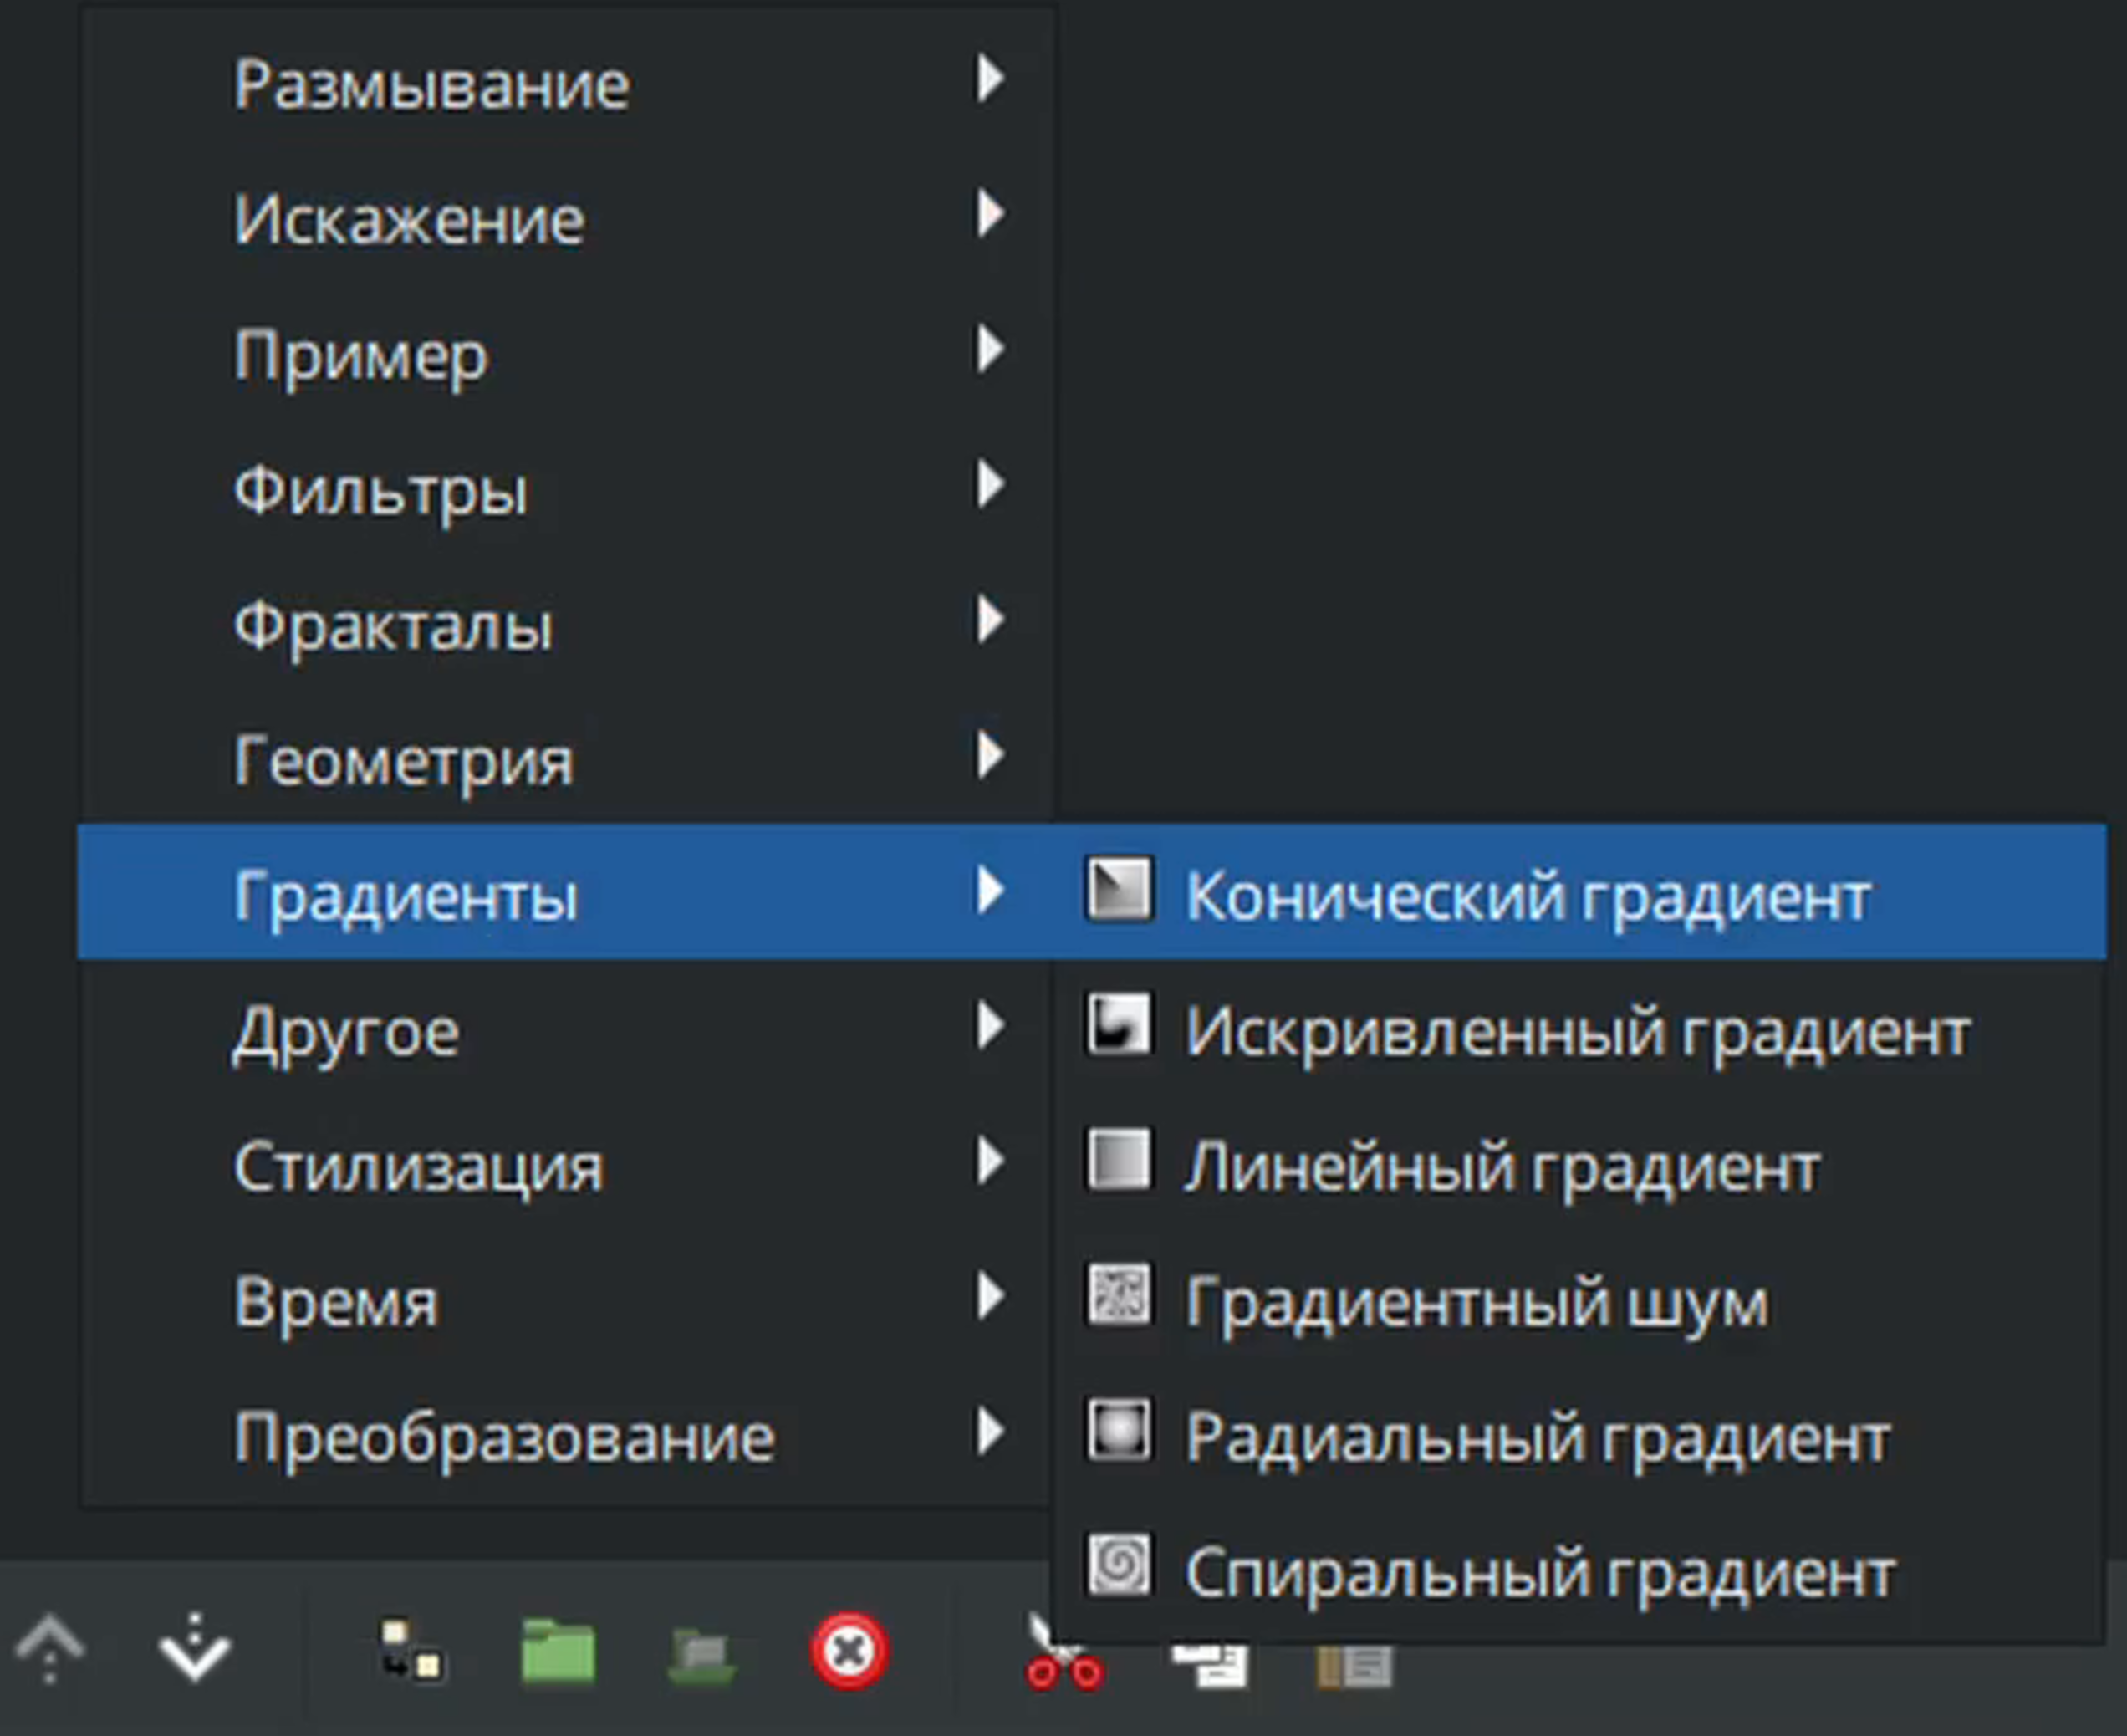 Размывание
Искажение
Пример
Фильтры
Фракталы
Геометрия
Градиенты
Конический градиент
Другое
Искривленный градиент
Стилизация
Линейный градиент
Время
Градиентный шум
Преобразование
Радиальный градиент
Спиральный градиент